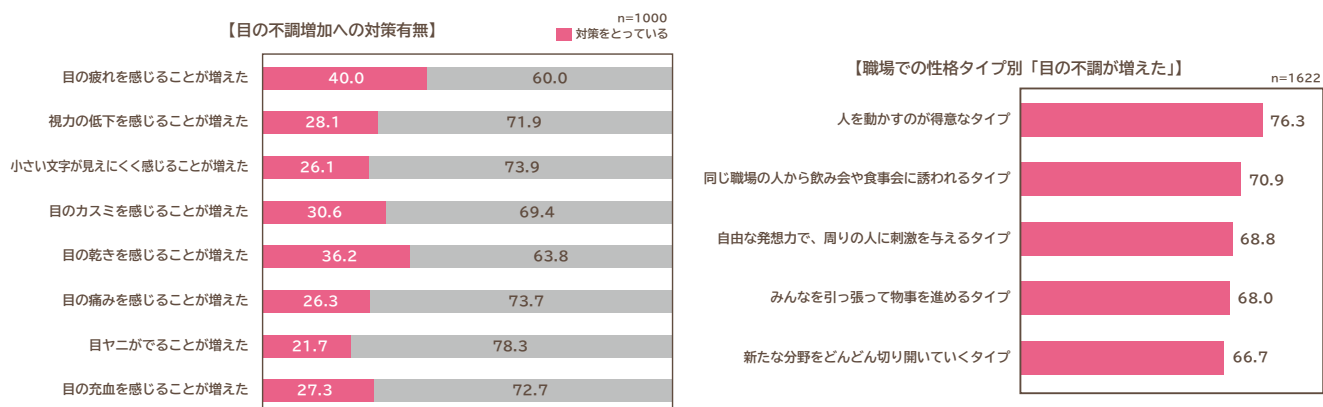 【目の不調増加への対策有無】
n=1000
対策をとっている
目の疲れを感じることが増えた 40.0 60.0
視力の低下を感じることが増えた 28.1 71.9
小さい文字が見えにくく感じることが増えた 26.1 73.9
目のカスミを感じることが増えた 30.6 69.4
目の乾きを感じることが増えた 36.2 63.8
目の痛みを感じることが増えた 26.3 73.7
目ヤニがでることが増えた 21.7 78.3
目の充血を感じることが増えた 27.3 72.7
【職場での性格タイプ別「目の不調が増えた」】
n=1622
人を動かすのが得意なタイプ 76.3
同じ職場の人から飲み会や食事会に誘われるタイプ 70.9
自由な発想力で、周りの人に刺激を与えるタイプ 68.8
みんなを引っ張って物事を進めるタイプ 68.0
新たな分野をどんどん切り開いていくタイプ 66.7